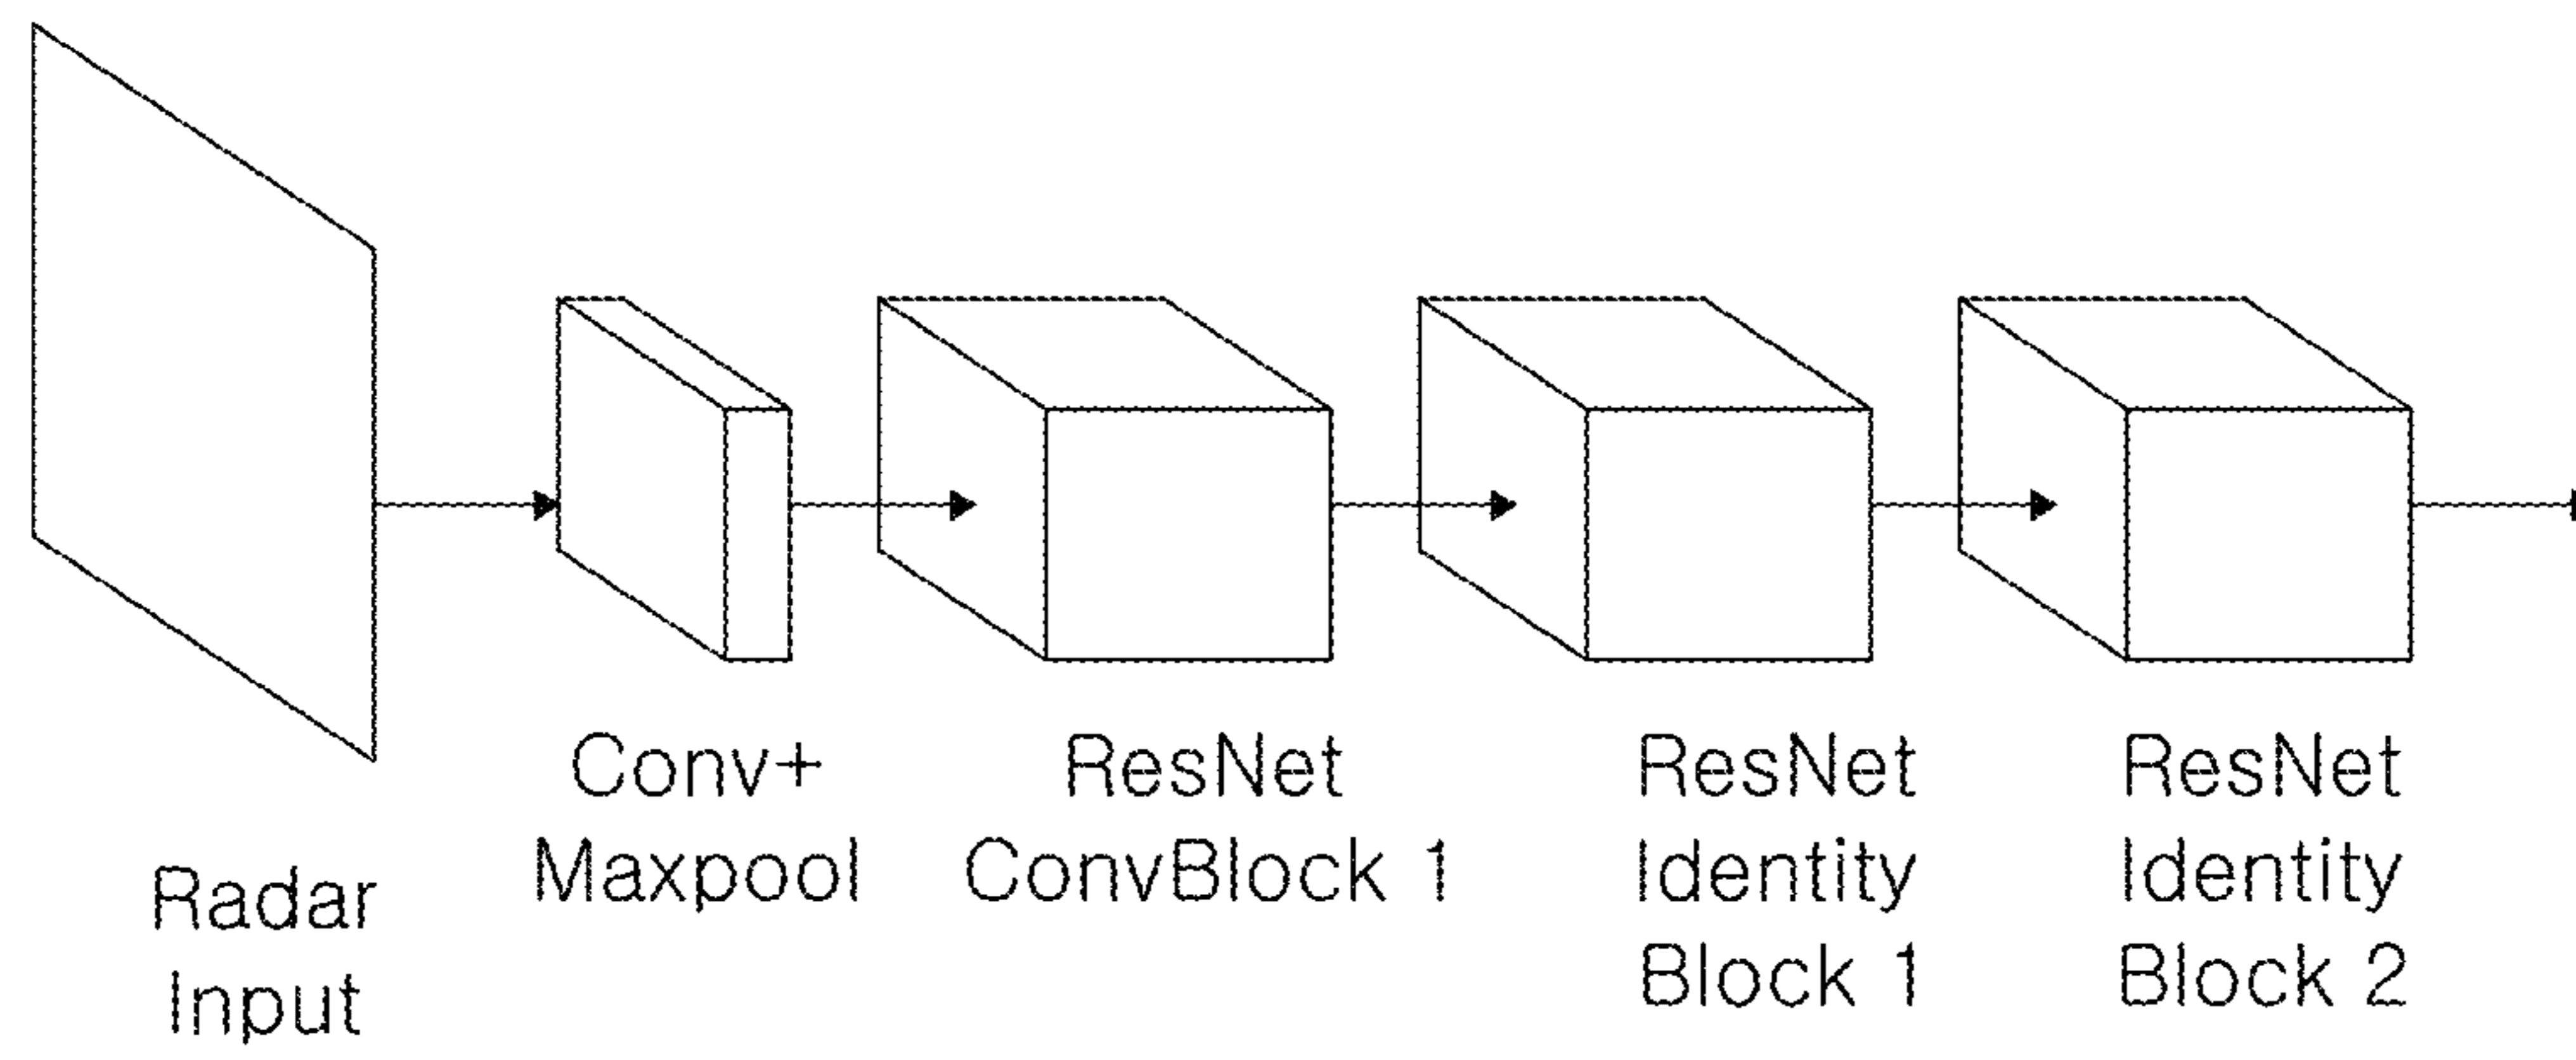 Radar
Input
Conv+
Maxpool
ResNet
ConvBlock 1
ResNet
Identity
Block 1
ResNet
Identity
Block 2